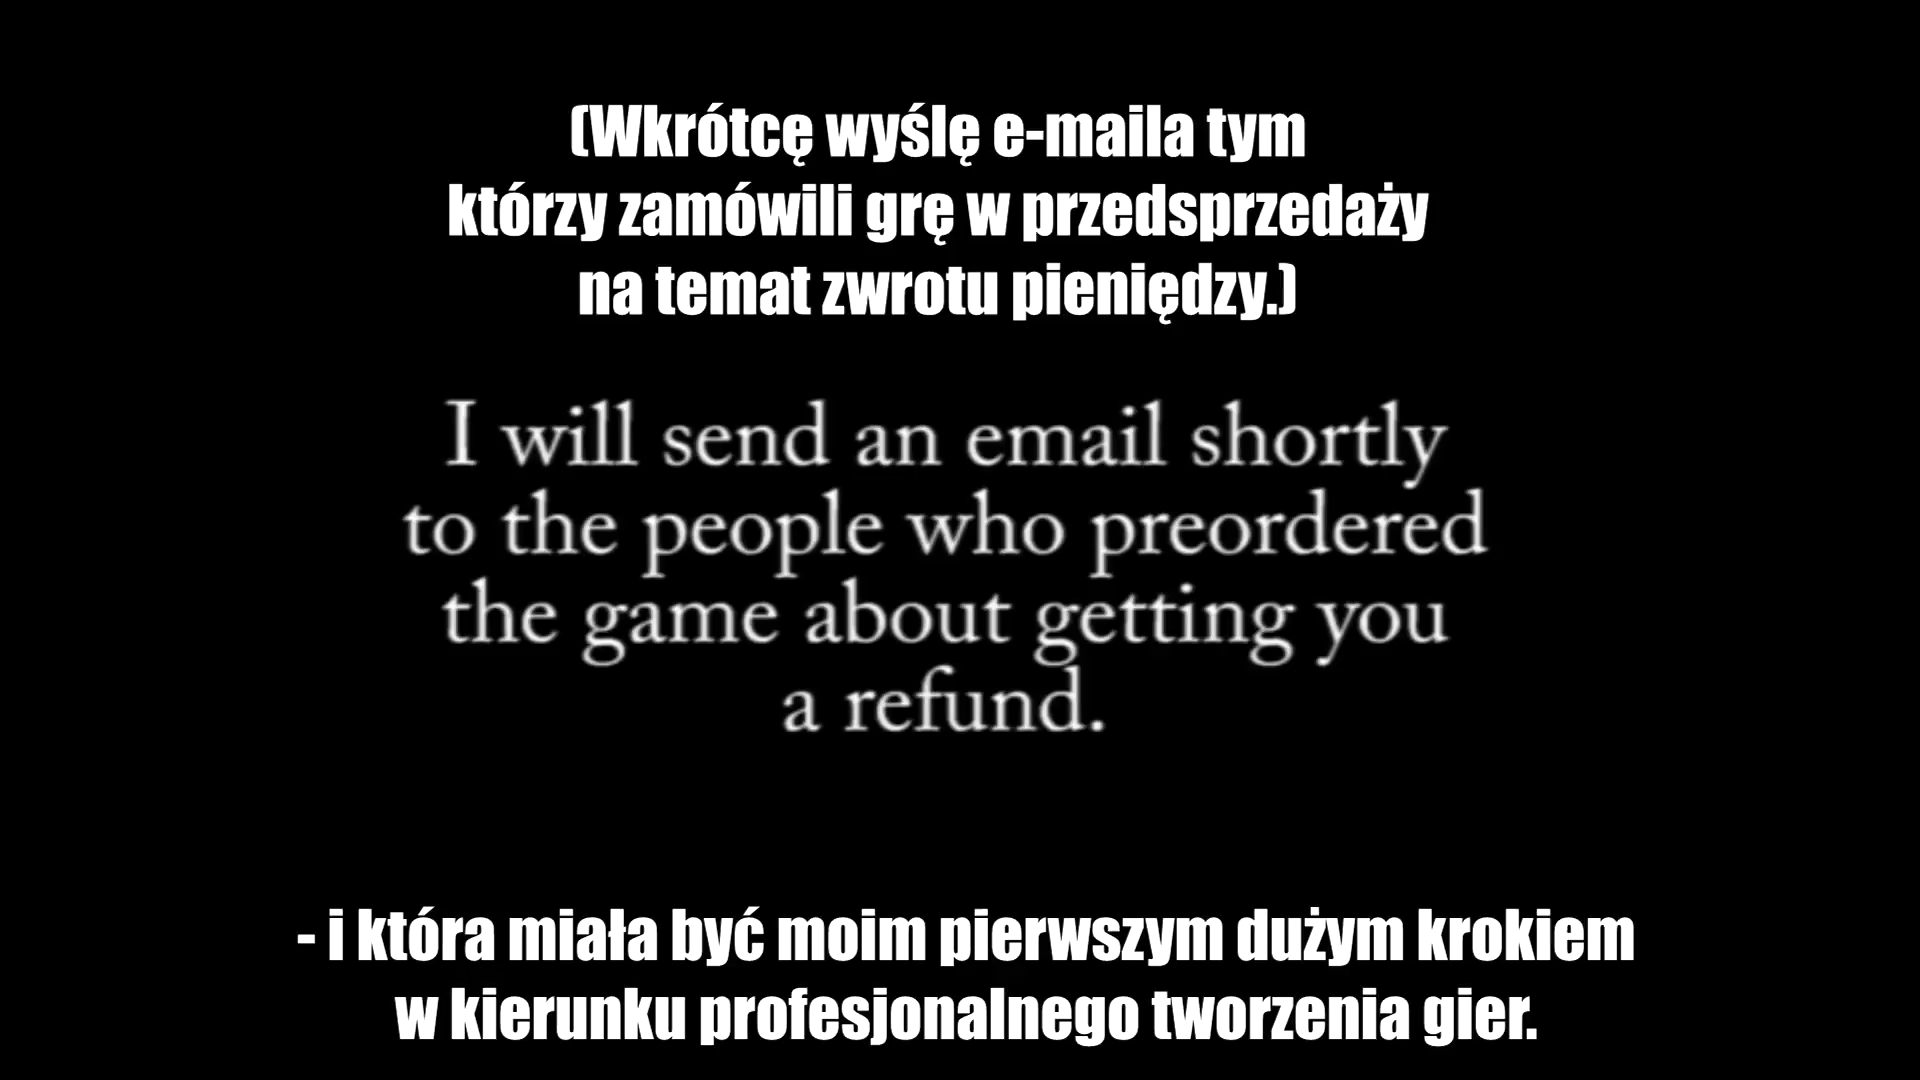 (Wkrótcę wyślę e-maila tym
którzy zamówili grę w przedsprzedaży
na temat zwrotu pieniędzy.)
I will send an email shortly
to the people who preordered
the game about getting you
a refund.
- i która miała być moim pierwszym dużym krokiem
w kierunku profesjonalnego tworzenia gier.